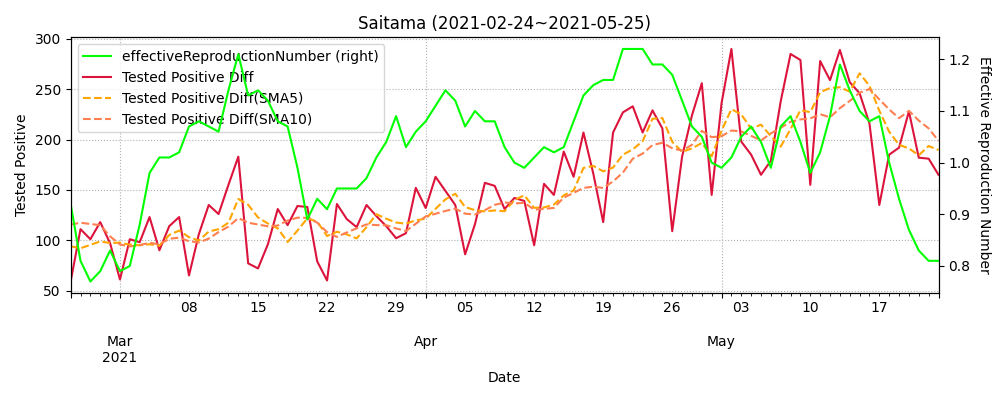 Saitama (2021-02-24~2021-05-25)
effectiveReproductionNumber (right)
Tested Positive Diff
Tested Positive Diff(SMA5)
Tested Positive Diff(SMA10)
Tested Positive
300
250
200
150
100
50
1.2
1.1
1.0
0.9
0.8
Effective Reproduction Number
08 15 22 29 05 12 19 26 03 10 17
Mar Apr May
2021
Date